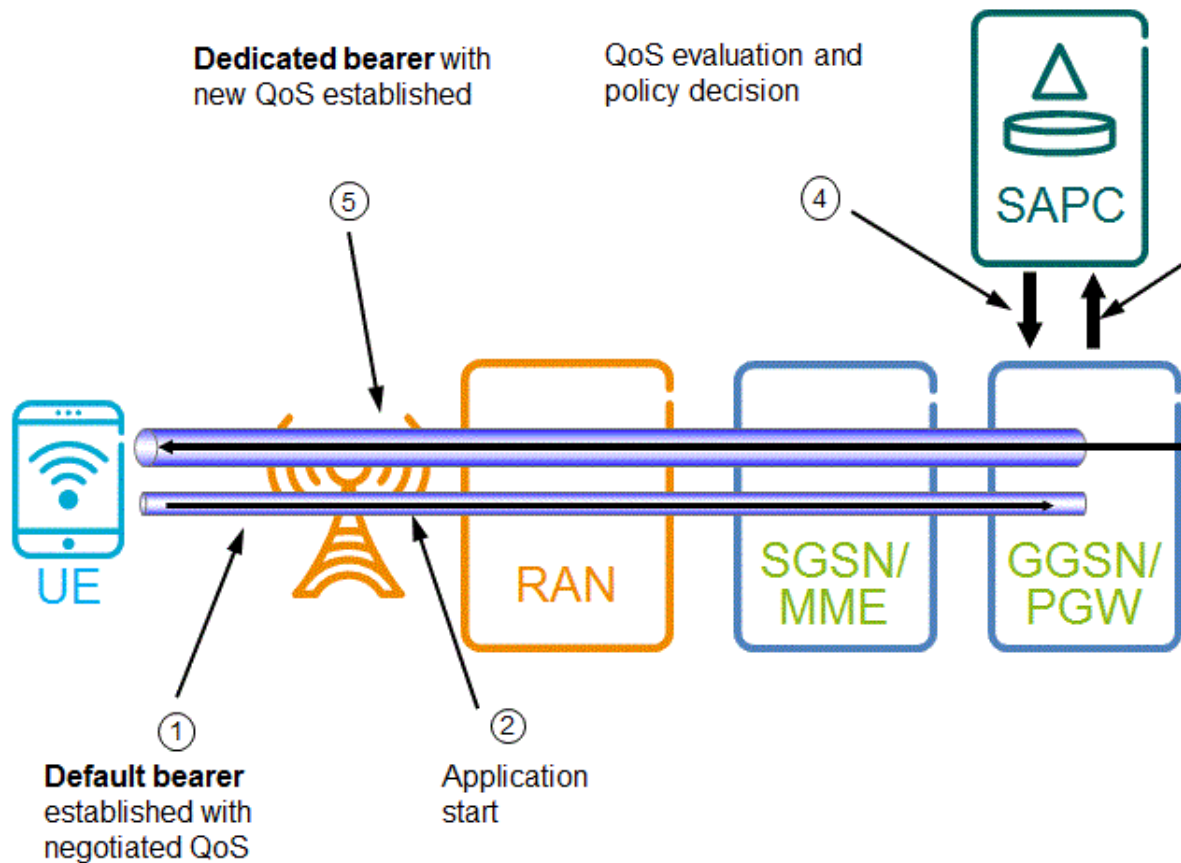 Dedicated bearer with
new QoS established
QoS evaluation and
policy decision
5
4
SAPC
UE
RAN
SGSN/
MME
GGSN/
PGW
1
Default bearer
established with
negotiated QoS
2
Application
start